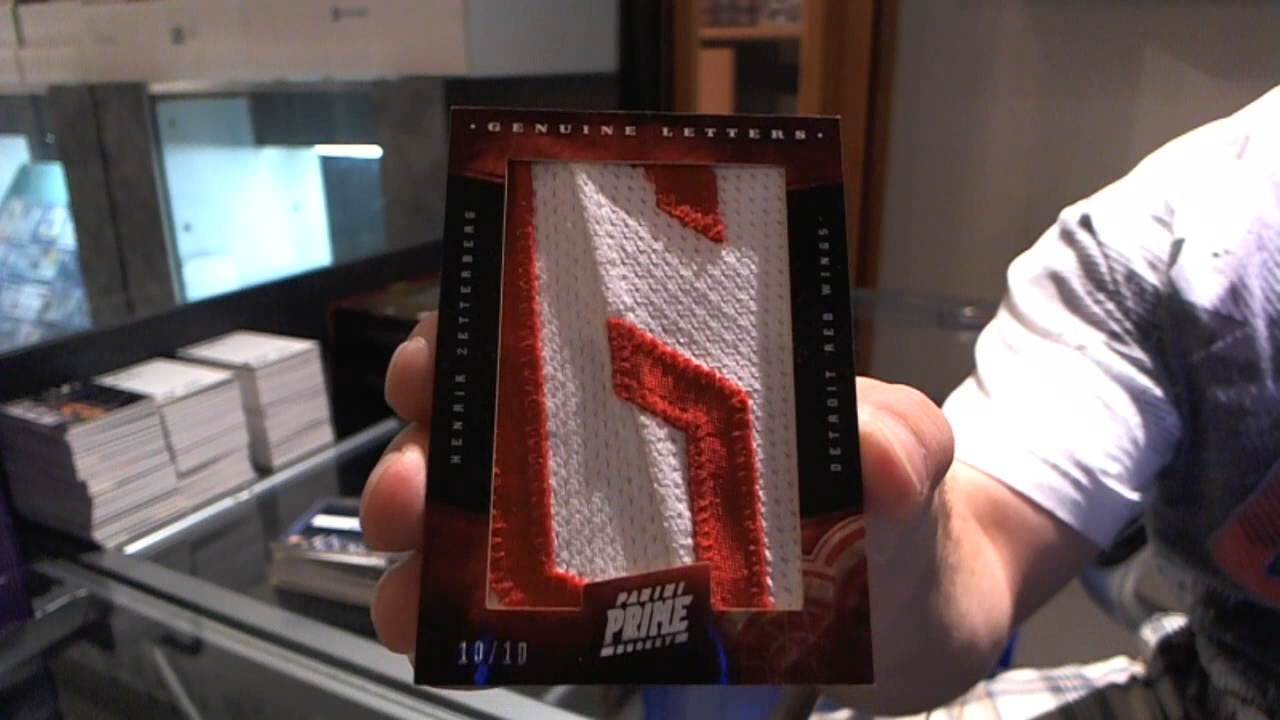 · GENUINE LETTERS ·
HENRIK ZETTERBERG
DETROIT RED WINGS
PANINI
PRIME
HOCKEY
10/10